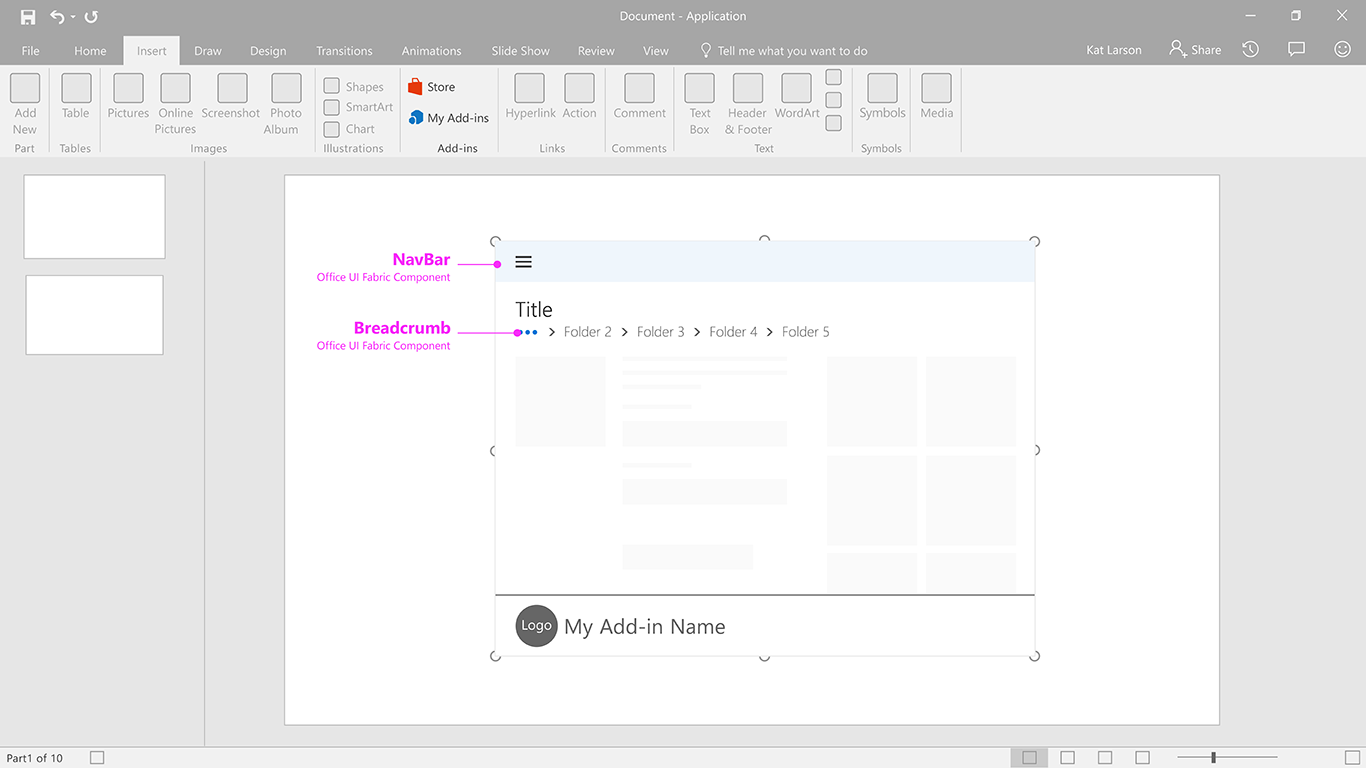 Document - Application
File Home Insert Draw Design Transitions Animations Slide Show Review View Tell me what you want to do Kat Larson Share
Shapes Store
SmartArt
Add Table Pictures Online Screenshot Photo Hyperlink Action Comment Text Header WordArt Symbols Media
My Add-ins
New Pictures Album Chart Box & Footer
Part Tables Images Illustrations Add-ins Links Comments Text Symbols
NavBar
Office UI Fabric Component
Title
Breadcrumb
Folder 2 Folder 3 Folder 4 Folder 5
Office UI Fabric Component
Logo My Add-in Name
Part1 of 10